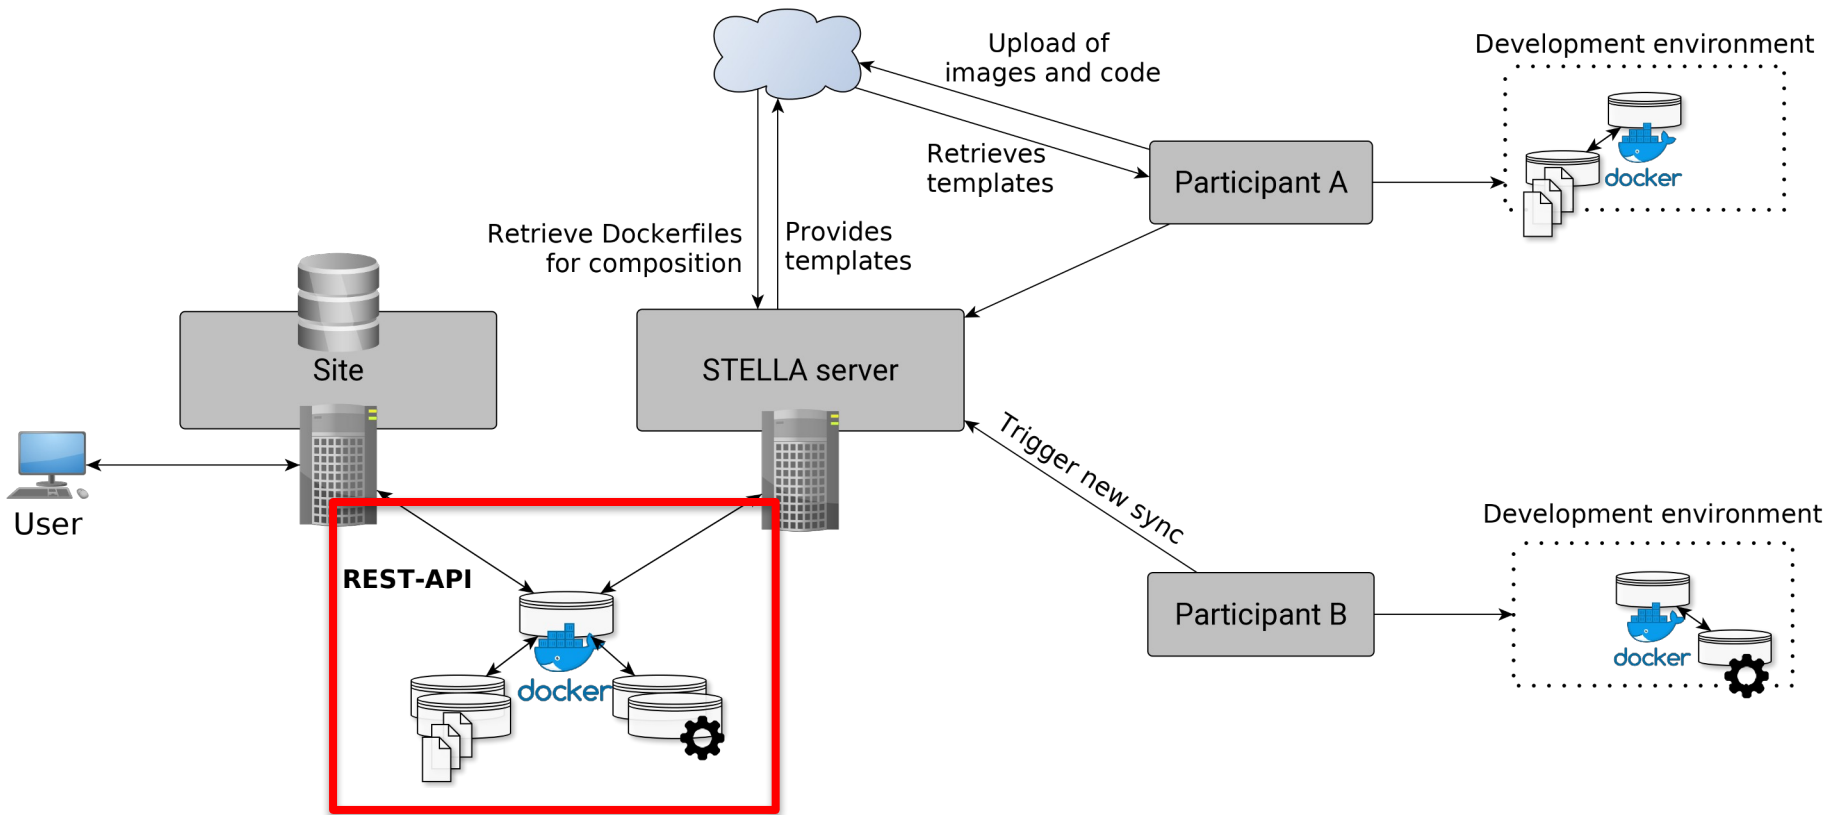 Upload of
images and code
Development environment
Retrieves
templates
Participant A
docker
Retrieve Dockerfiles
for composition
Provides
templates
Site
STELLA server
User
Trigger new sync
Development environment
REST-API
Participant B
docker
docker